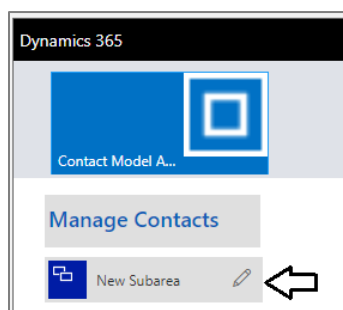 Dynamics 365
Contact Model A...
Manage Contacts
New Subarea